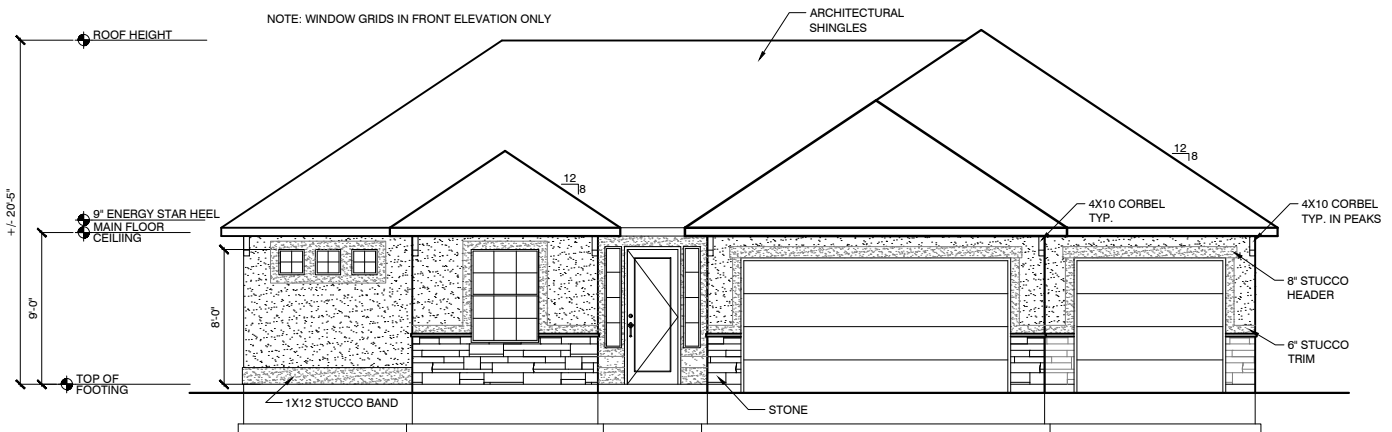 NOTE: WINDOW GRIDS IN FRONT ELEVATION ONLY
ARCHITECTURAL
SHINGLES
ROOF HEIGHT
12
8
12
8
+/- 20'-5"
9" ENERGY STAR HEEL
MAIN FLOOR
CEILIING
4X10 CORBEL
TYP.
4X10 CORBEL
TYP. IN PEAKS
9'-0"
8'-0"
8" STUCCO
HEADER
6" STUCCO
TRIM
TOP OF
FOOTING
1X12 STUCCO BAND
STONE